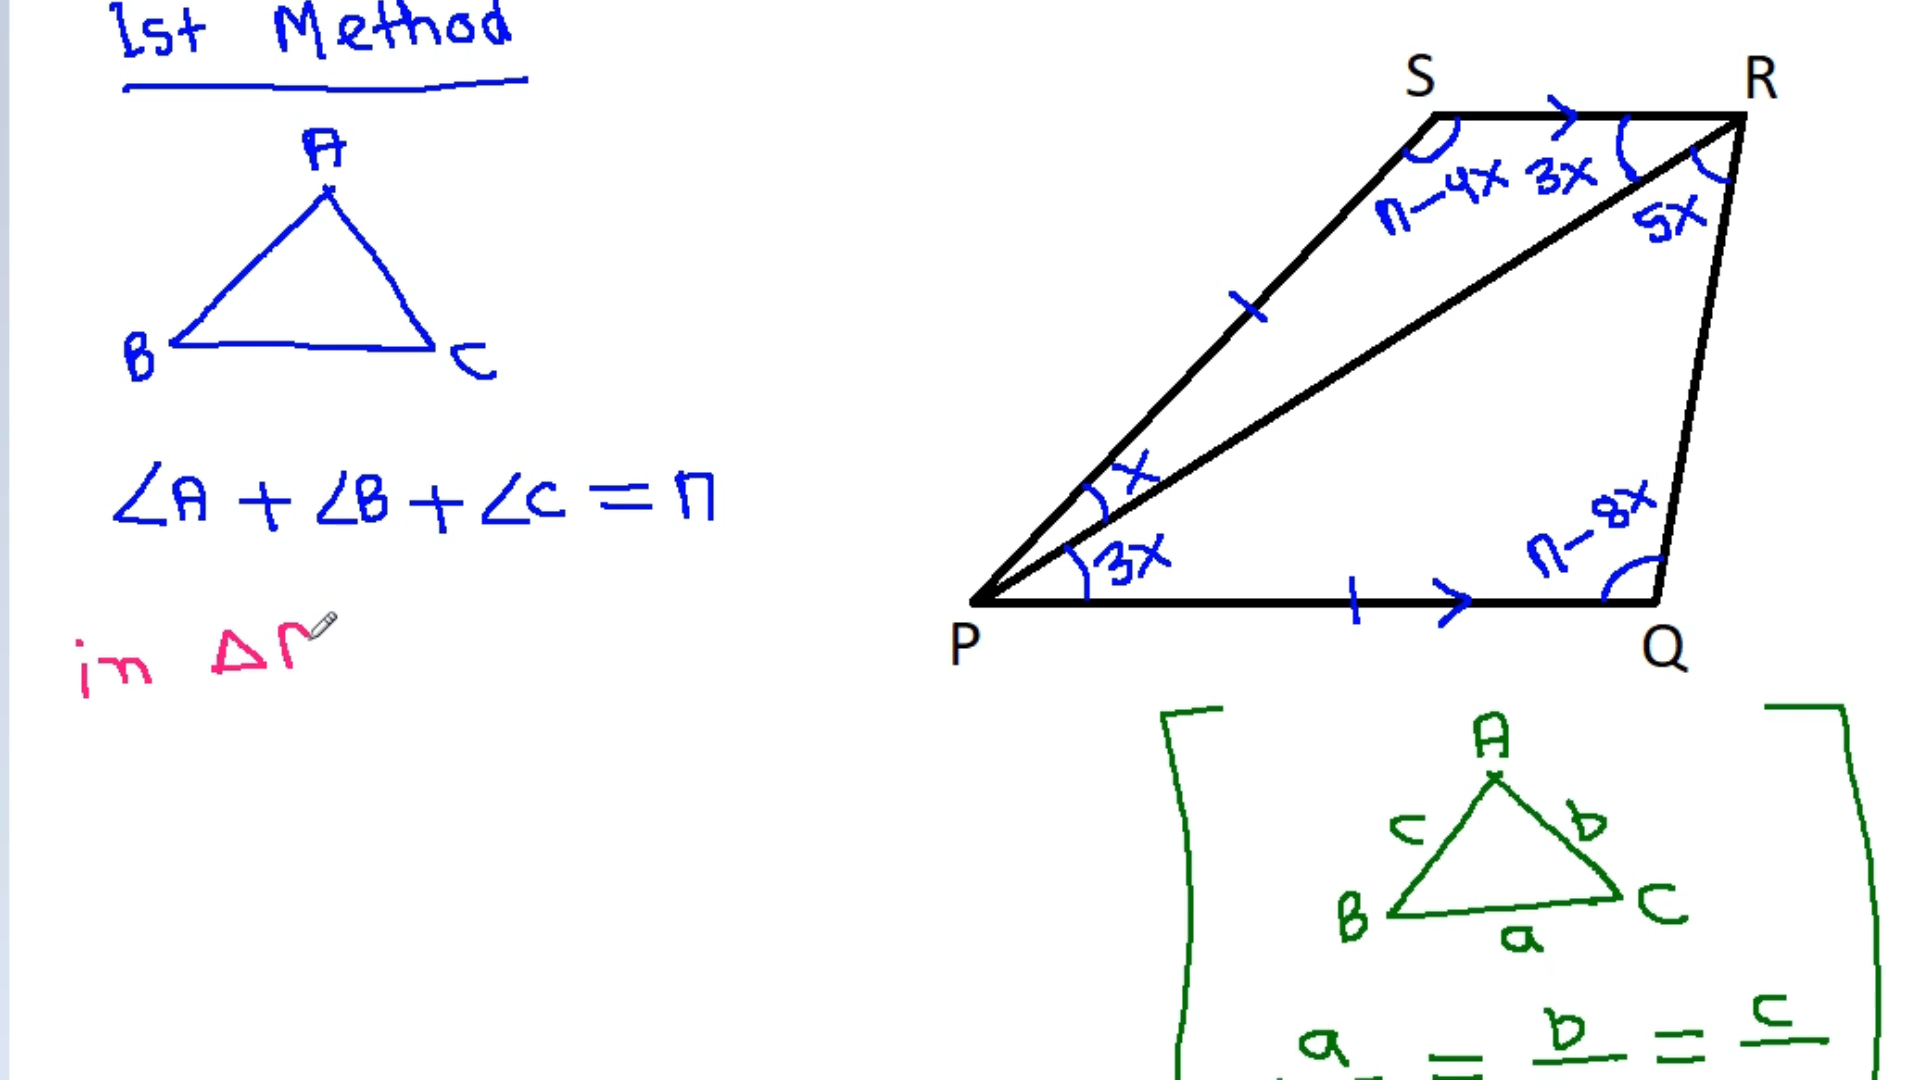 1st Method
A
B C
∠A + ∠B + ∠C = π
in Δ
S R
π-4x 3x
5x
x
3x
π-8x
P Q
A
c b
B C
a
a = b = c